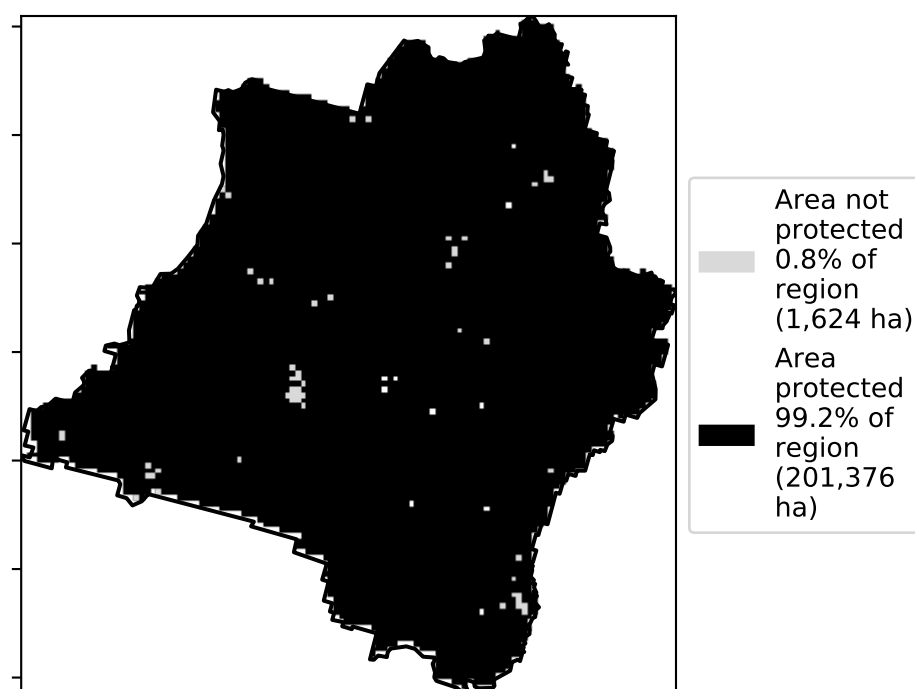 Area not
protected
0.8% of
region
(1,624 ha)
Area
protected
99.2% of
region
(201,376
ha)